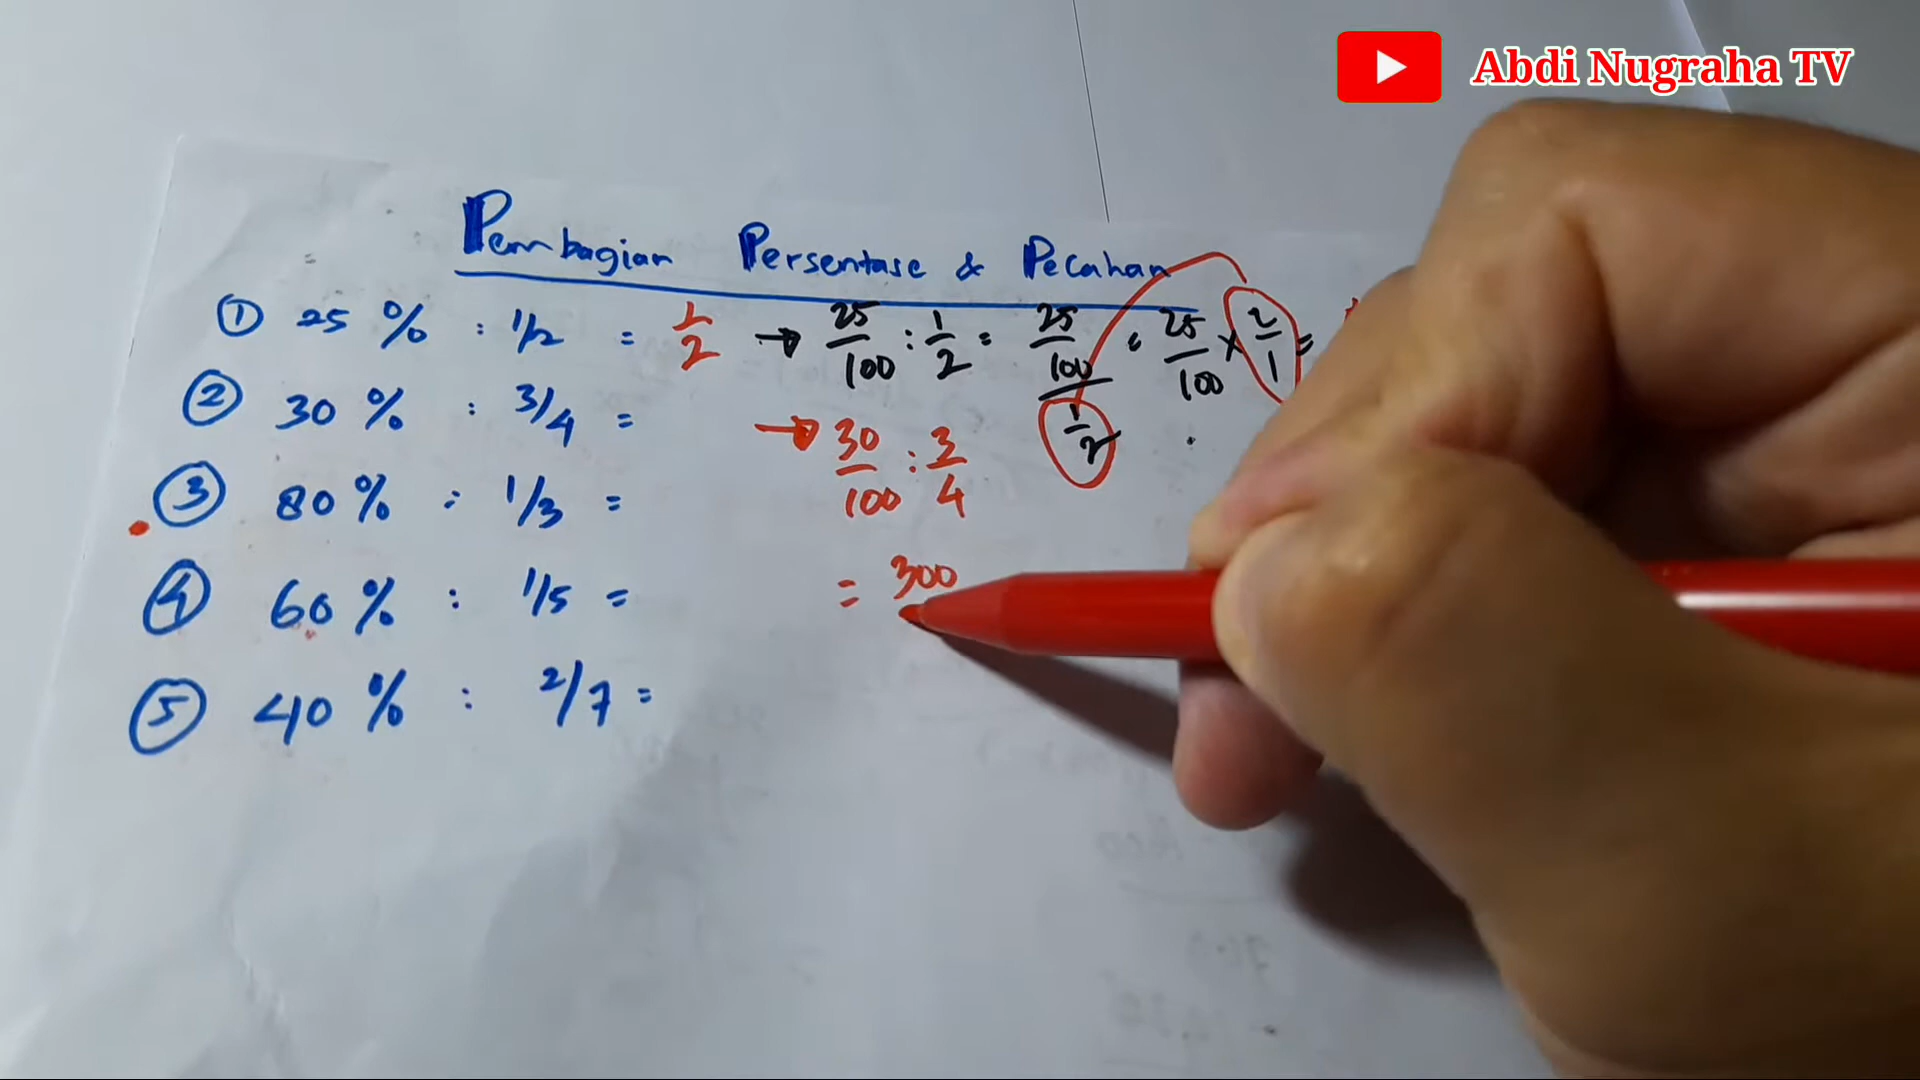 Abdi Nugraha TV
Pembagian Persentase & Pecahan
① 25 % : 1/2 = 1/2 → 25/100 : 1/2 = 25/100 / 1/2 = 25/100 x 2/1 =
② 30 % : 3/4 = → 30/100 : 3/4
③ 80 % : 1/3 =
④ 60 % : 1/5 = = 300
⑤ 40 % : 2/7 =